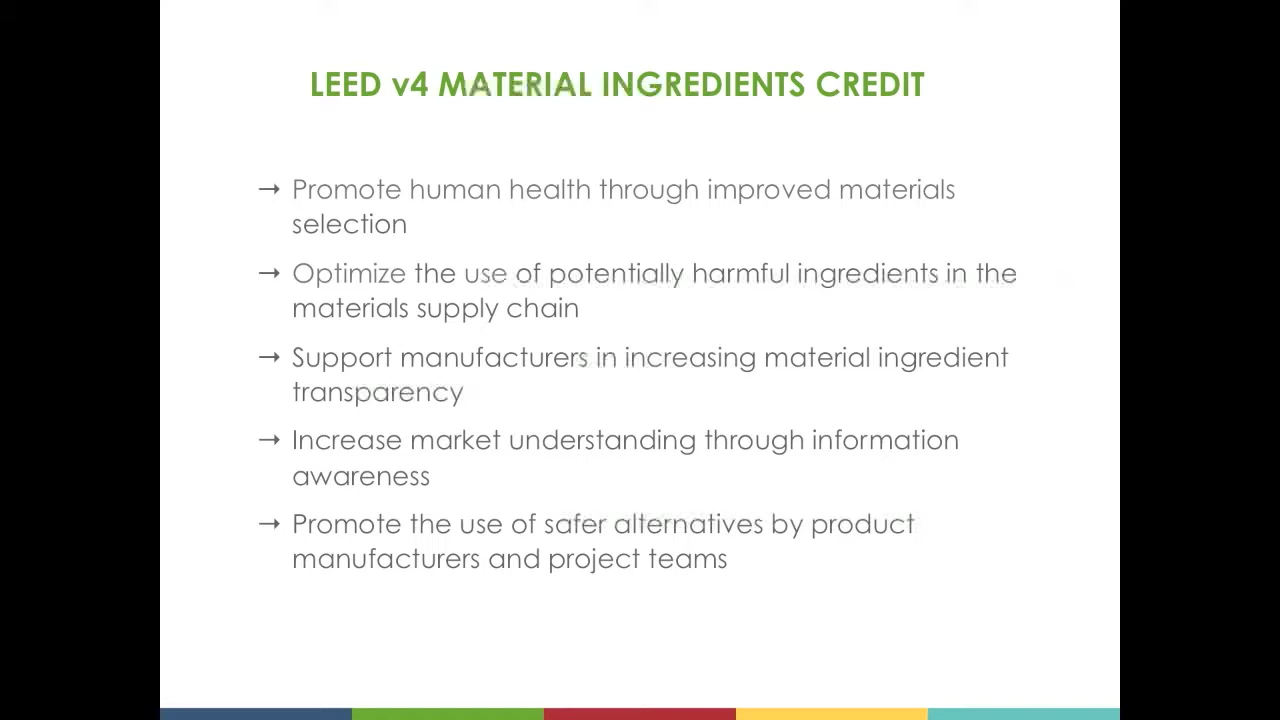 LEED v4 MATERIAL INGREDIENTS CREDIT
→ Promote human health through improved materials
selection
→ Optimize the use of potentially harmful ingredients in the
materials supply chain
→ Support manufacturers in increasing material ingredient
transparency
→ Increase market understanding through information
awareness
→ Promote the use of safer alternatives by product
manufacturers and project teams